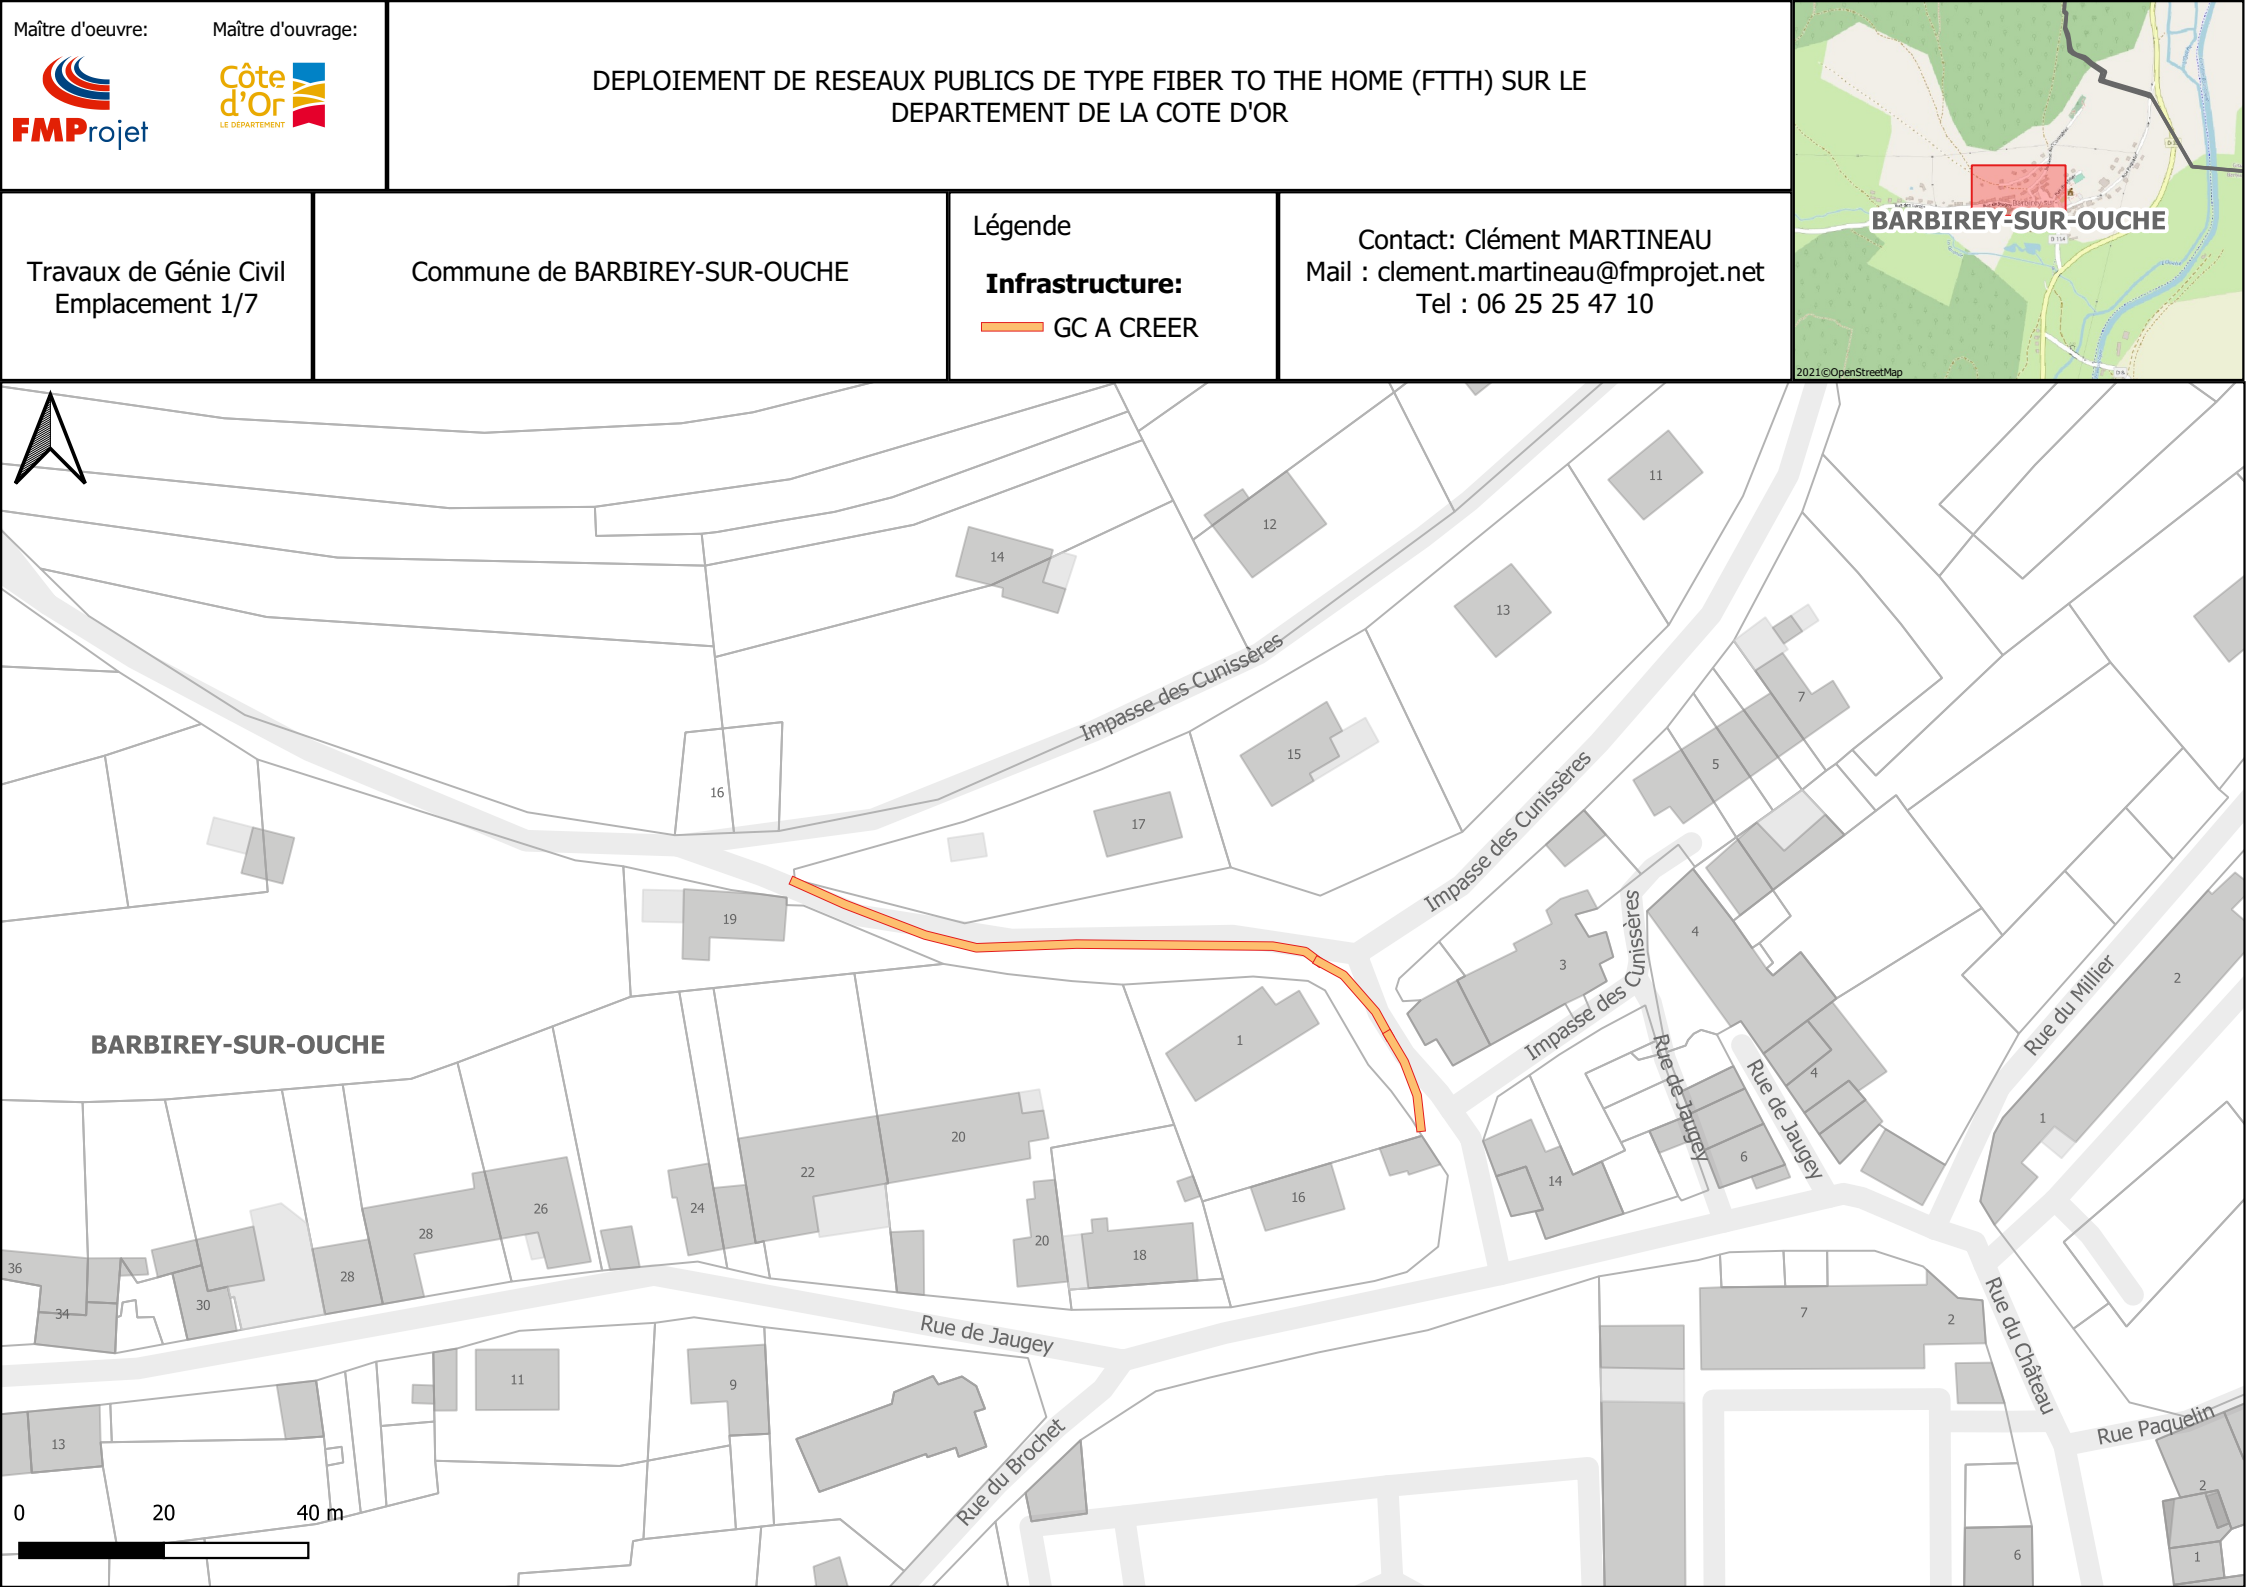 Maître d'oeuvre:
Maître d'ouvrage:
FMProjet
Côte
d'Or
LE DÉPARTEMENT
DEPLOIEMENT DE RESEAUX PUBLICS DE TYPE FIBER TO THE HOME (FTTH) SUR LE
DEPARTEMENT DE LA COTE D'OR
Travaux de Génie Civil
Emplacement 1/7
Commune de BARBIREY-SUR-OUCHE
Légende
Infrastructure:
GC A CREER
Contact: Clément MARTINEAU
Mail : clement.martineau@fmprojet.net
Tel : 06 25 25 47 10
BARBIREY-SUR-OUCHE
D 114
2021©OpenStreetMap
11
12
14
13
Impasse des Cunissères
7
15
5
16
17
Impasse des Cunissères
19
4
3
Impasse des Cunissères
Impasse des Cunissères
2
Rue du Millier
BARBIREY-SUR-OUCHE
1
Rue de Jaugey
Rue de Jaugey
4
1
20
6
22
14
16
24
26
28
20
18
36
28
30
34
Rue de Jaugey
7
2
Rue du Château
11
9
13
Rue du Brochet
Rue Paquelin
2
6
1
0 20 40 m